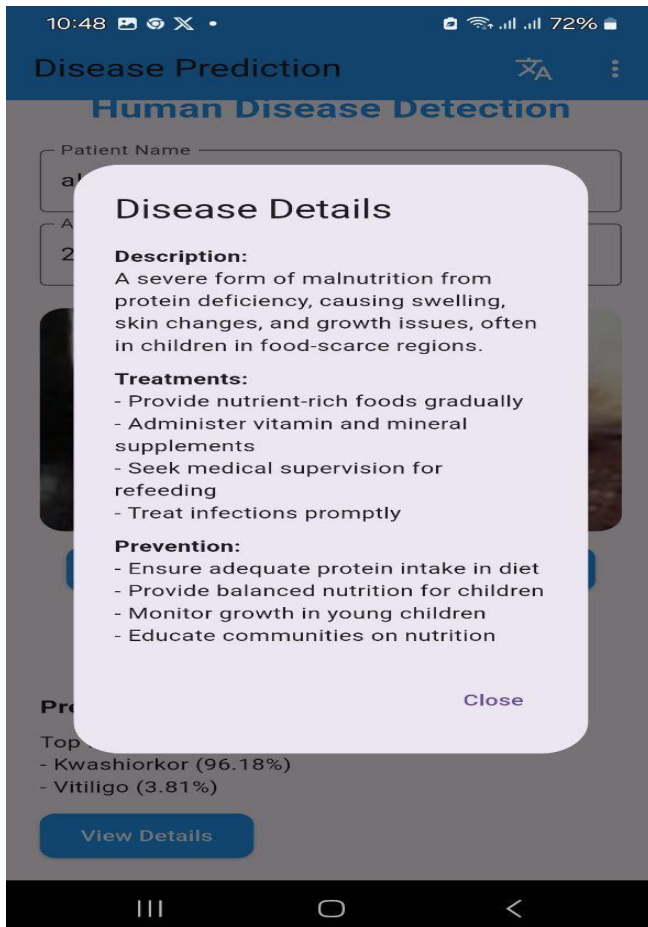 10:48
72%
Disease Prediction
Human Disease Detection
Patient Name
Disease Details
A
2
Description:
A severe form of malnutrition from
protein deficiency, causing swelling,
skin changes, and growth issues, often
in children in food-scarce regions.
Treatments:
- Provide nutrient-rich foods gradually
- Administer vitamin and mineral
supplements
- Seek medical supervision for
refeeding
- Treat infections promptly
Prevention:
- Ensure adequate protein intake in diet
- Provide balanced nutrition for children
- Monitor growth in young children
- Educate communities on nutrition
Close
Pre
Top
- Kwashiorkor (96.18%)
- Vitiligo (3.81%)
View Details